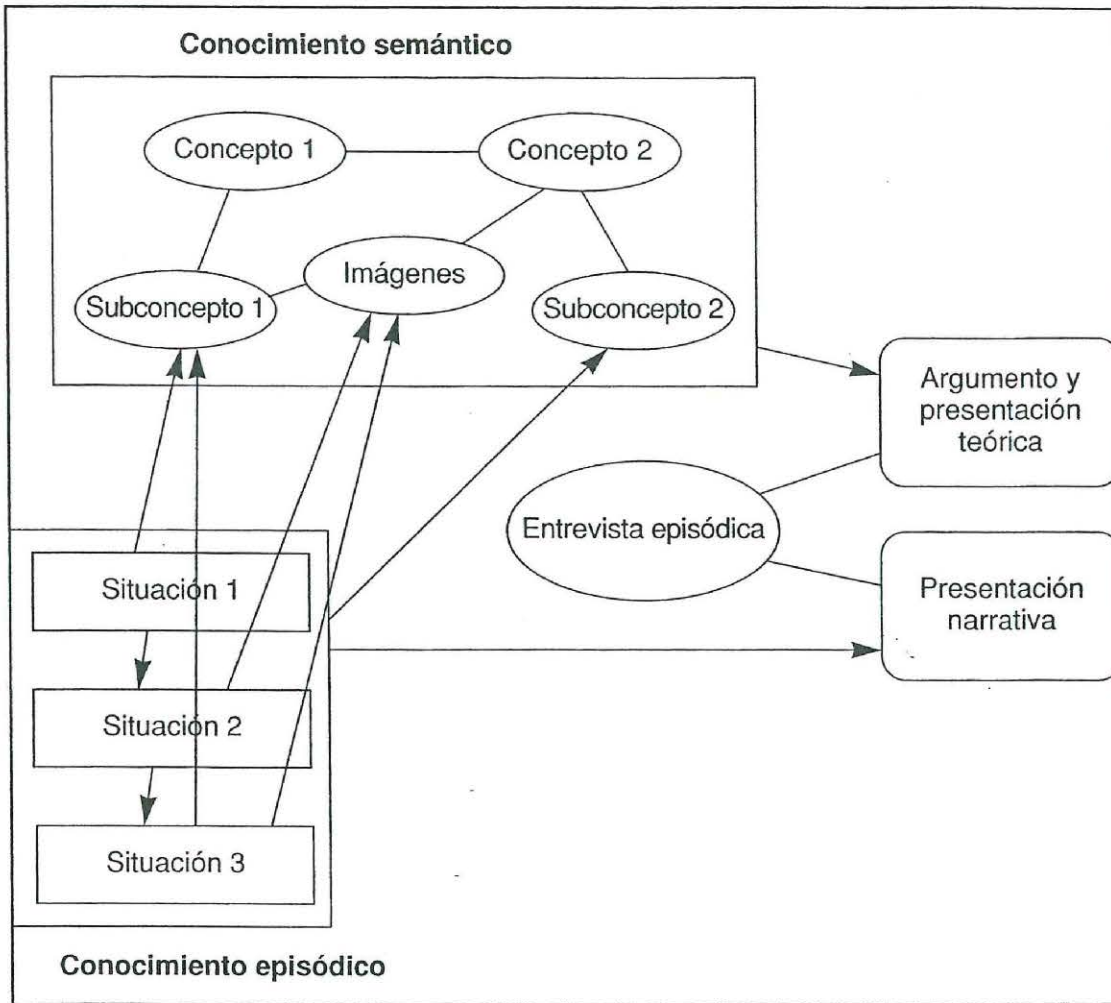 Conocimiento semántico
Concepto 1
Concepto 2
Imágenes
Subconcepto 1
Subconcepto 2
Argumento y
presentación
teórica
Entrevista episódica
Situación 1
Presentación
narrativa
Situación 2
Situación 3
Conocimiento episódico